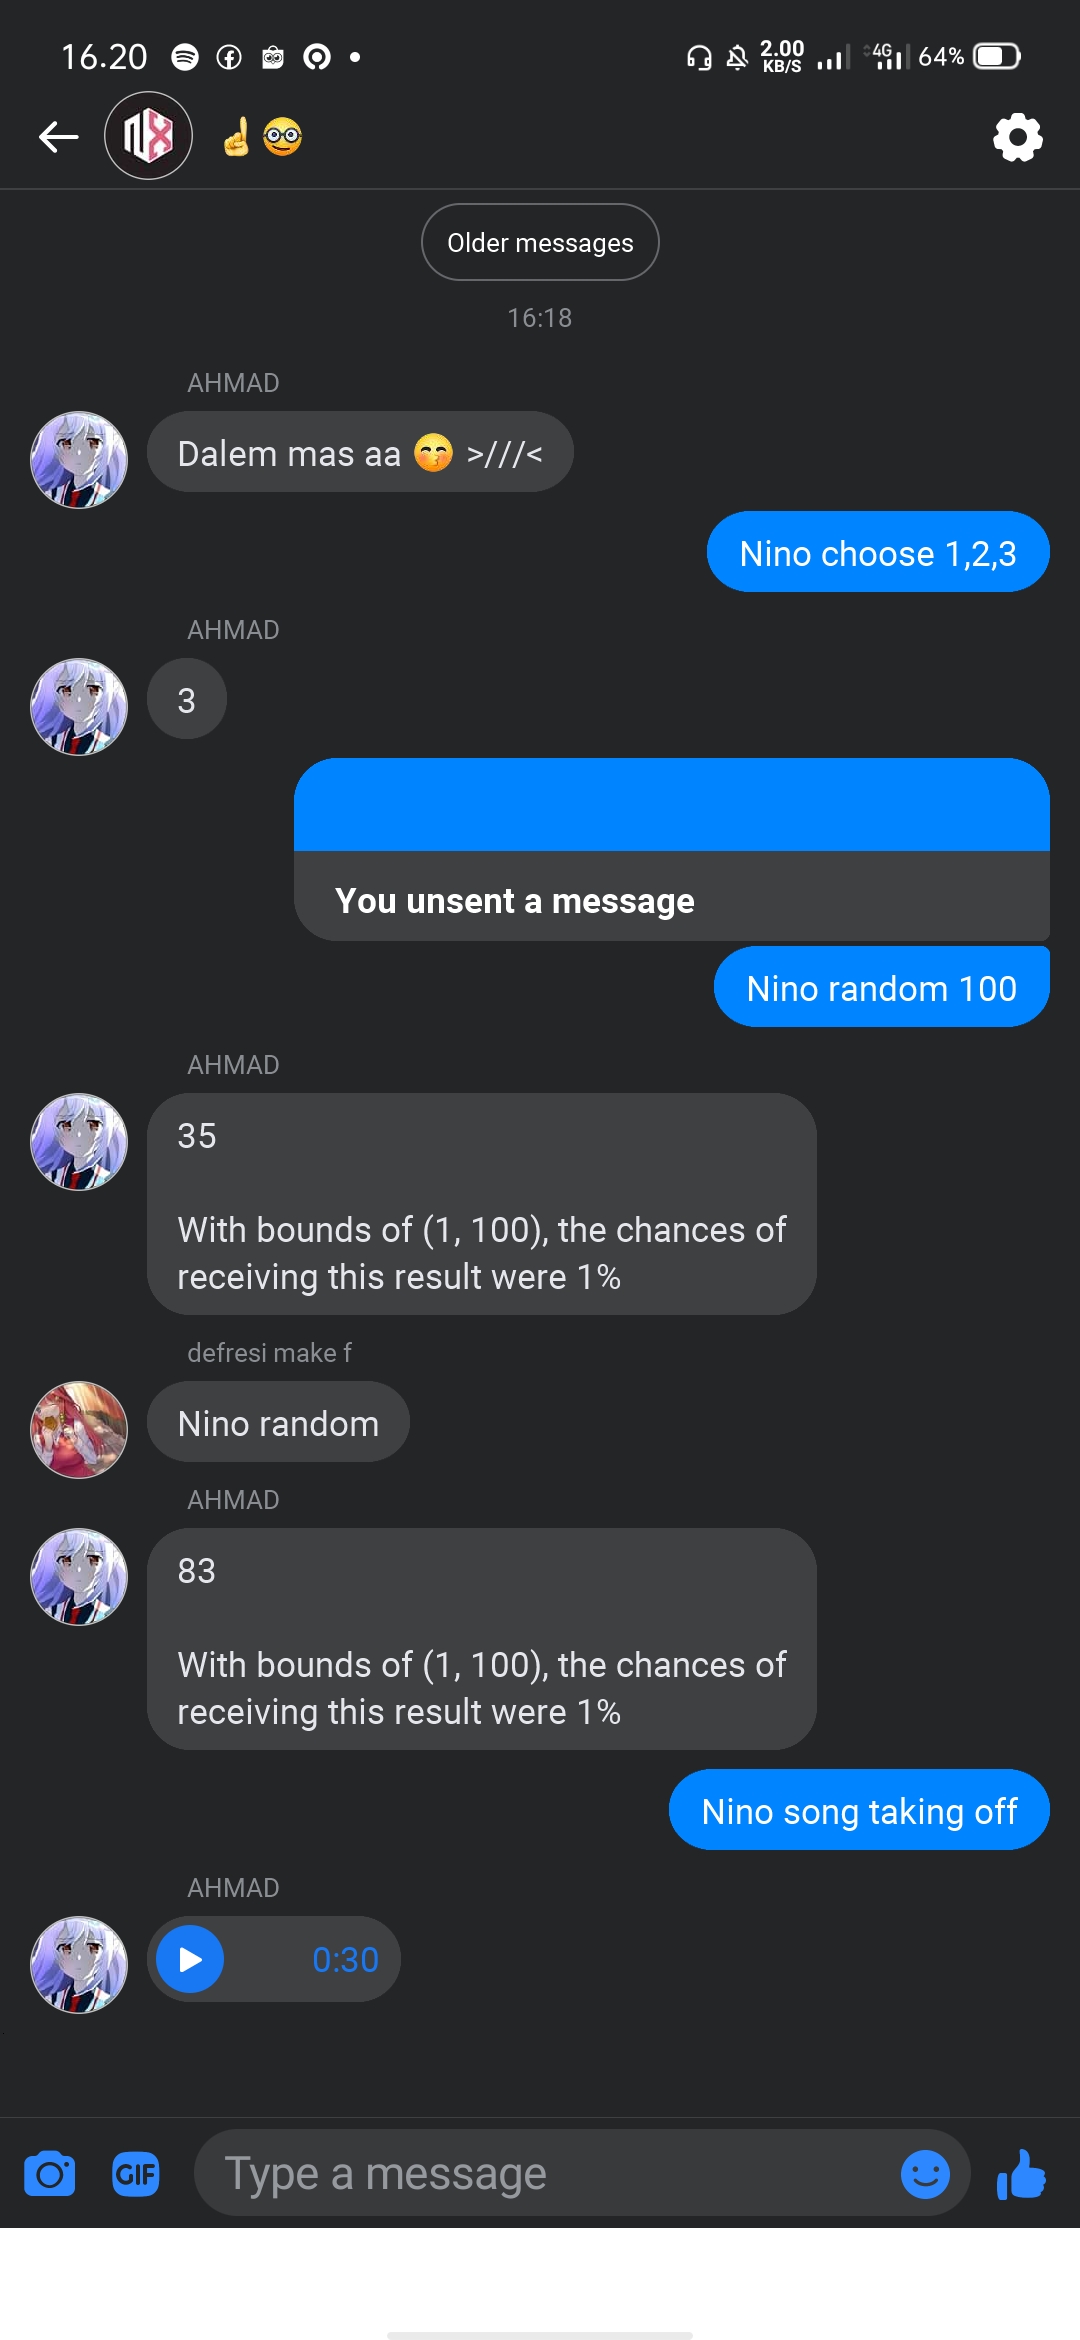 16.20
2.00
KB/S
4G
64%
NX
Older messages
16:18
AHMAD
Dalem mas aa 😚 >///<
Nino choose 1,2,3
AHMAD
3
You unsent a message
Nino random 100
AHMAD
35
With bounds of (1, 100), the chances of
receiving this result were 1%
defresi make f
Nino random
AHMAD
83
With bounds of (1, 100), the chances of
receiving this result were 1%
Nino song taking off
AHMAD
0:30
GIF
Type a message